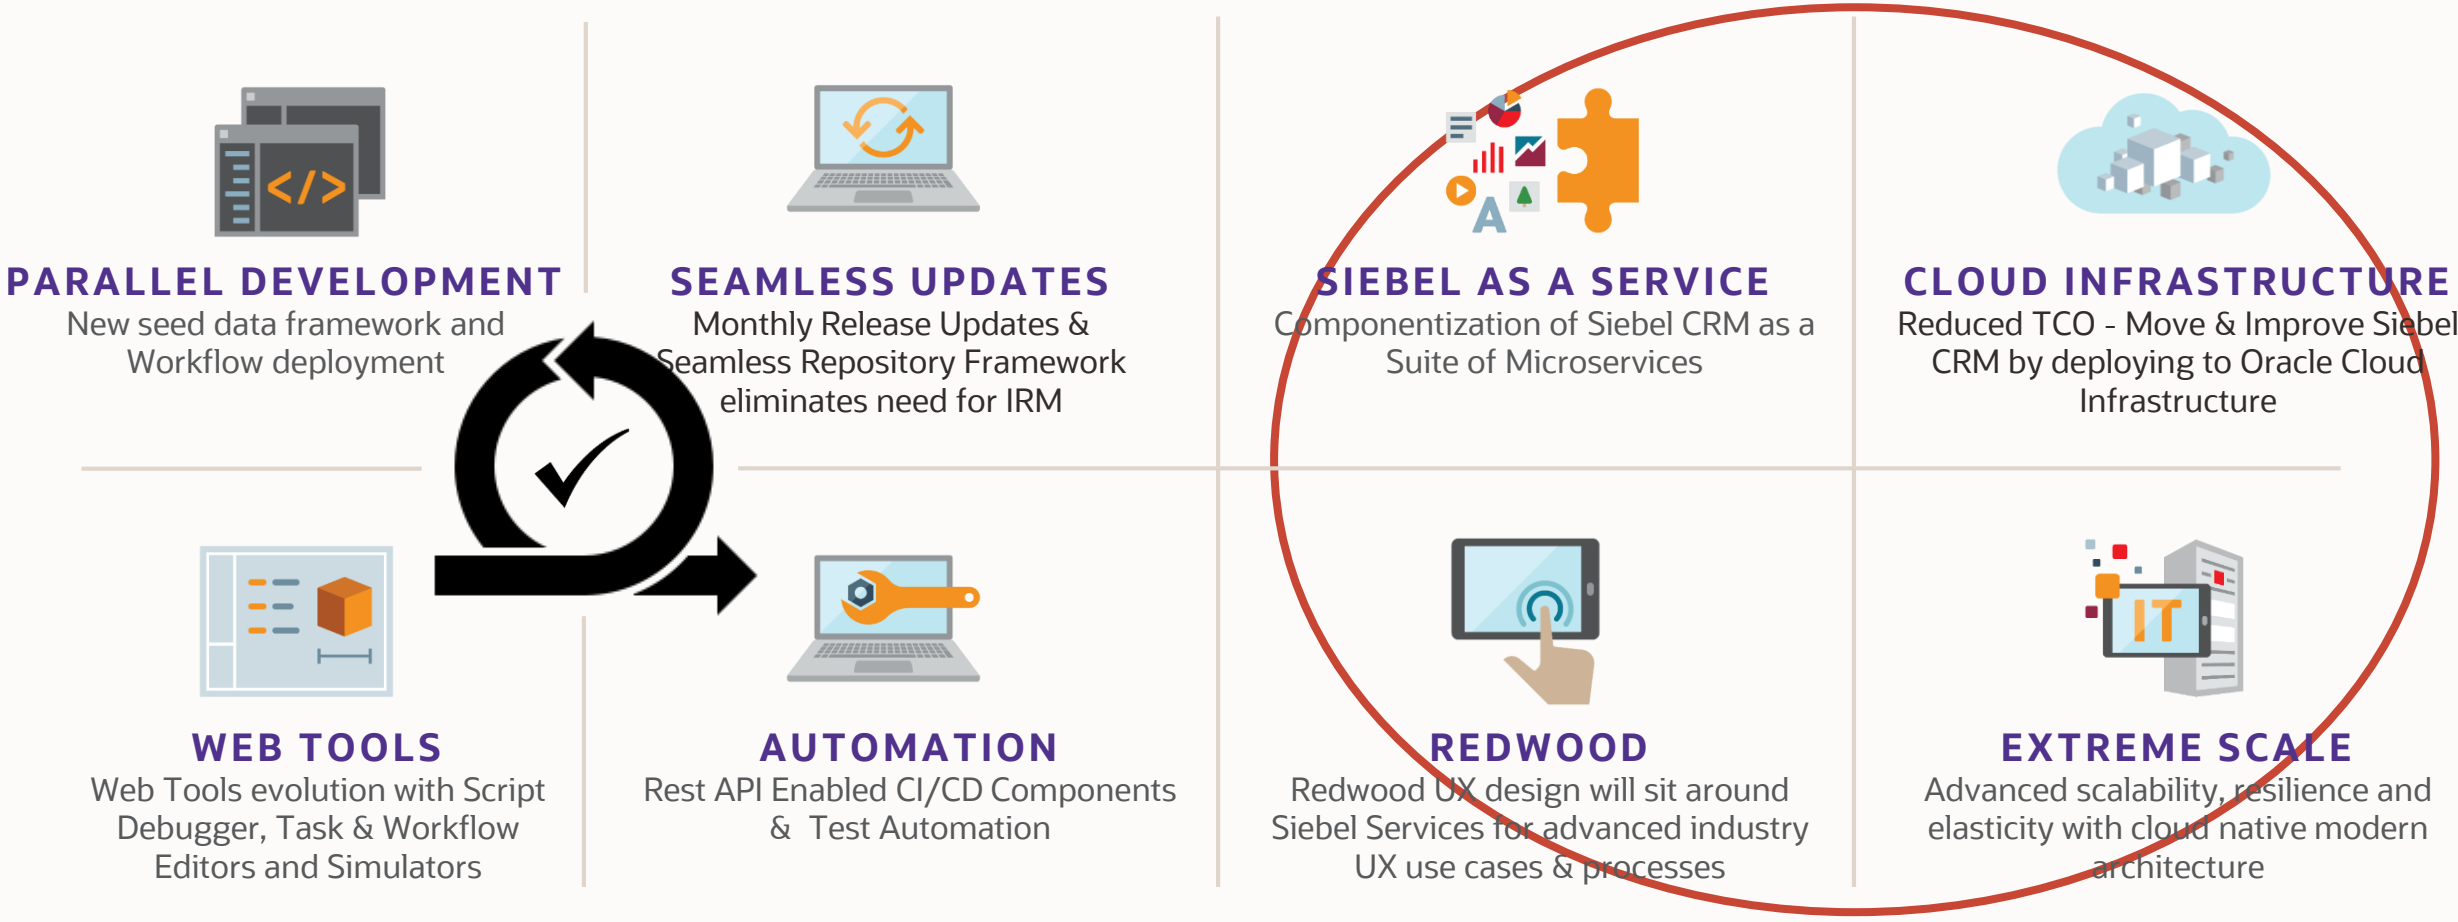 PARALLEL DEVELOPMENT
New seed data framework and
Workflow deployment
SEAMLESS UPDATES
Monthly Release Updates &
Seamless Repository Framework
eliminates need for IRM
SIEBEL AS A SERVICE
Componentization of Siebel CRM as a
Suite of Microservices
CLOUD INFRASTRUCTURE
Reduced TCO - Move & Improve Siebel
CRM by deploying to Oracle Cloud
Infrastructure
</>
A
WEB TOOLS
Web Tools evolution with Script
Debugger, Task & Workflow
Editors and Simulators
AUTOMATION
Rest API Enabled CI/CD Components
&  Test Automation
REDWOOD
Redwood UX design will sit around
Siebel Services for advanced industry
UX use cases & processes
IT
EXTREME SCALE
Advanced scalability, resilience and
elasticity with cloud native modern
architecture